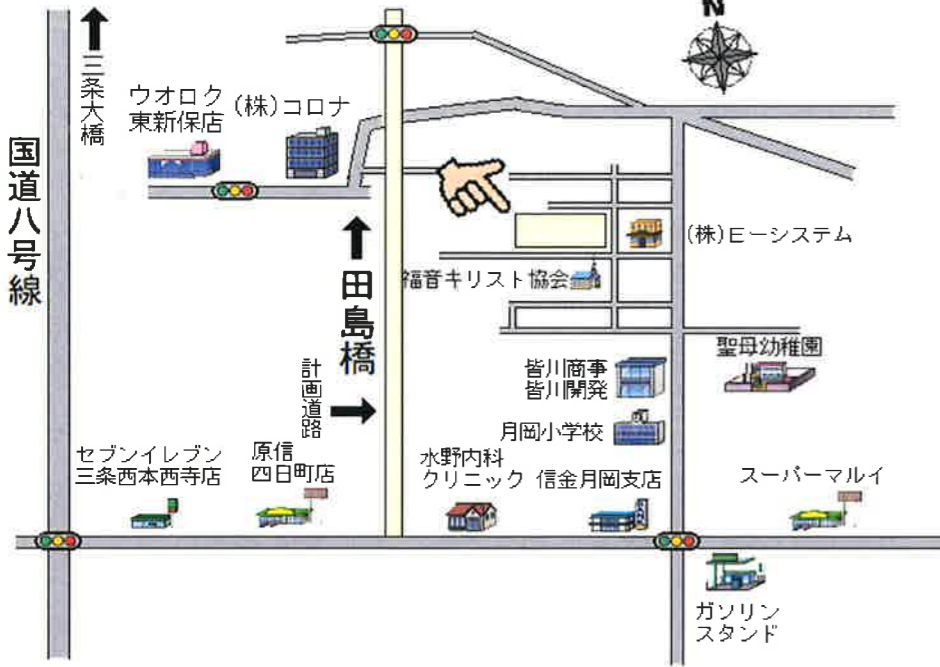 N
三条大橋
ウオロク
東新保店
(株)コロナ
国道八号線
(株)Eーシステム
福音キリスト協会
田島橋
聖母幼稚園
計画道路
皆川商事
皆川開発
月岡小学校
セブンイレブン
三条西本西寺店
原信
四日町店
水野内科
クリニック
信金月岡支店
スーパーマルイ
ガソリン
スタンド